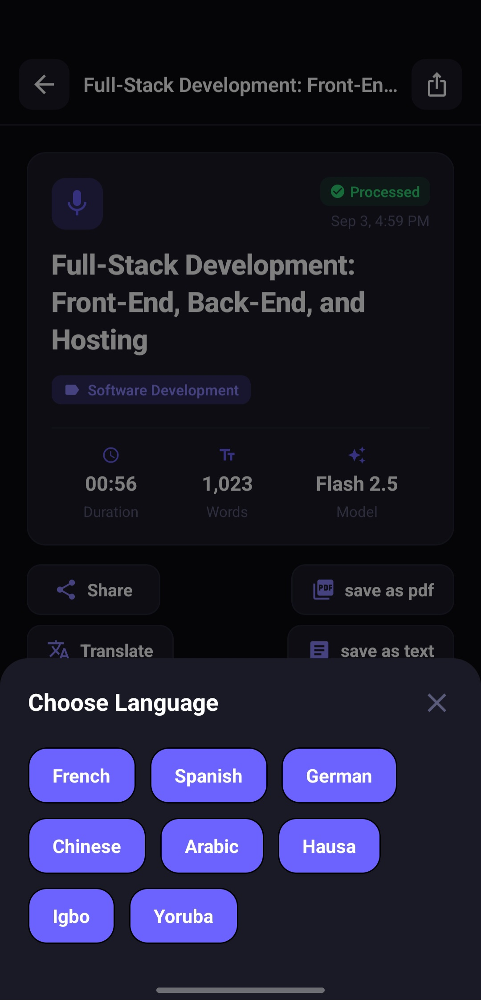 Full-Stack Development: Front-En...
Processed
Sep 3, 4:59 PM
Full-Stack Development:
Front-End, Back-End, and
Hosting
Software Development
00:56
1,023
Flash 2.5
Duration
Words
Model
Share
PDF
save as pdf
Translate
save as text
Choose Language
French
Spanish
German
Chinese
Arabic
Hausa
Igbo
Yoruba